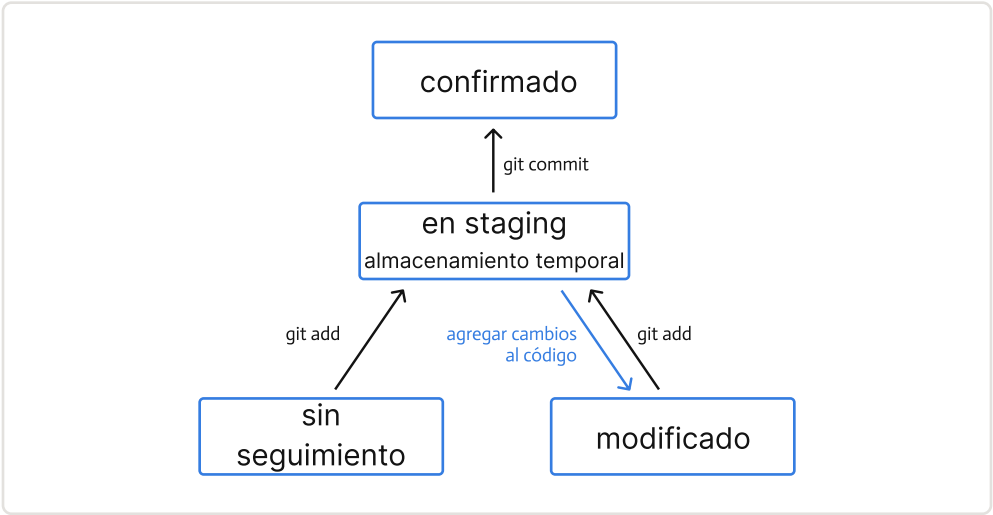 confirmado
git commit
en staging
almacenamiento temporal
git add
agregar cambios
al código
git add
sin
seguimiento
modificado